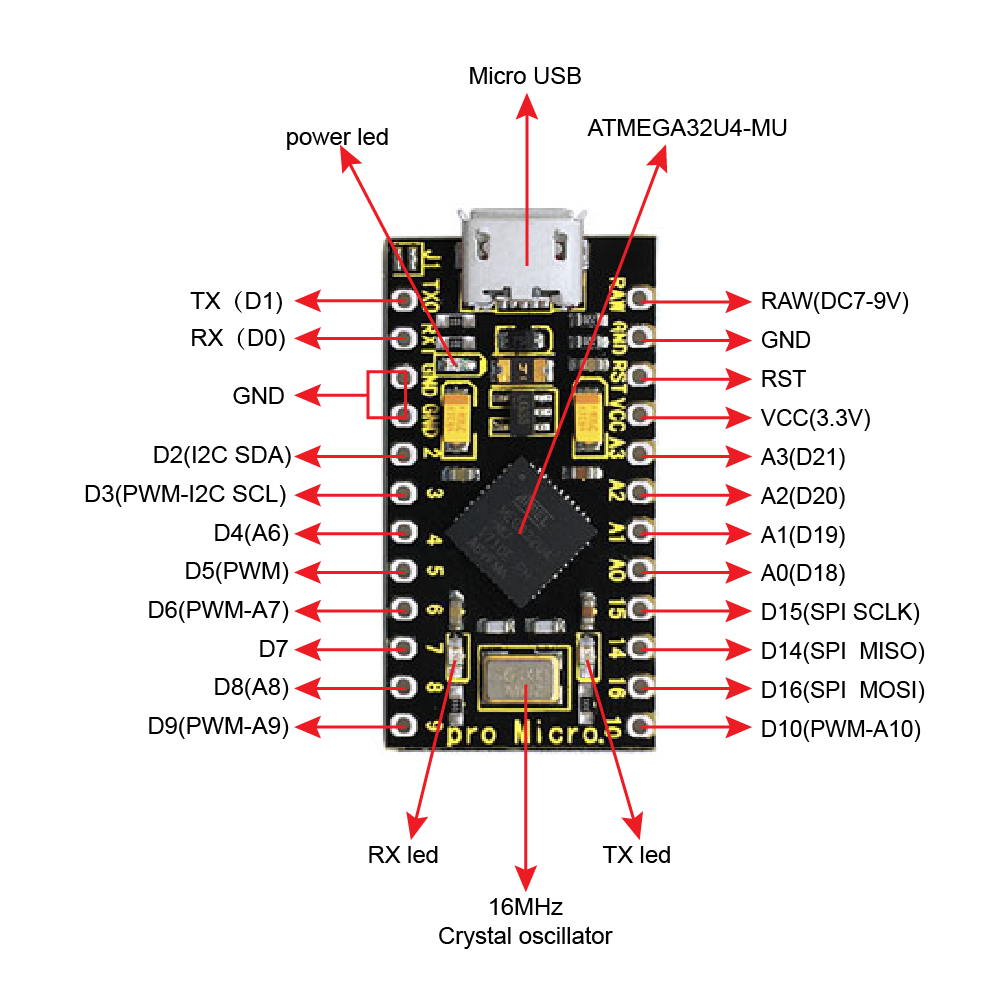 Micro USB
power led
ATMEGA32U4-MU
J1
TX（D1)
TXO
RAW
RAW(DC7-9V)
RX（D0)
RX1
GND
GND
GND
GND
GND
RST
RST
VCC
VCC(3.3V)
D2(I2C SDA)
2
A3
A3(D21)
D3(PWM-I2C SCL)
3
A2
A2(D20)
D4(A6)
4
A1
A1(D19)
D5(PWM)
5
A0
A0(D18)
D6(PWM-A7)
6
15
D15(SPI SCLK)
D7
7
14
D14(SPI MISO)
D8(A8)
8
16
D16(SPI MOSI)
D9(PWM-A9)
9
pro Micro.
10
D10(PWM-A10)
RX led
TX led
16MHz
Crystal oscillator